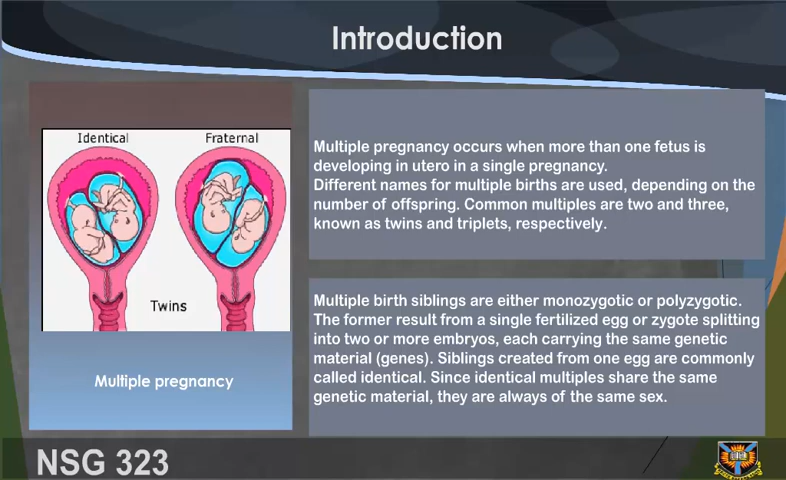 Introduction
Identical
Fraternal
Twins
Multiple pregnancy
Multiple pregnancy occurs when more than one fetus is
developing in utero in a single pregnancy.
Different names for multiple births are used, depending on the
number of offspring. Common multiples are two and three,
known as twins and triplets, respectively.
Multiple birth siblings are either monozygotic or polyzygotic.
The former result from a single fertilized egg or zygote splitting
into two or more embryos, each carrying the same genetic
material (genes). Siblings created from one egg are commonly
called identical. Since identical multiples share the same
genetic material, they are always of the same sex.
NSG 323